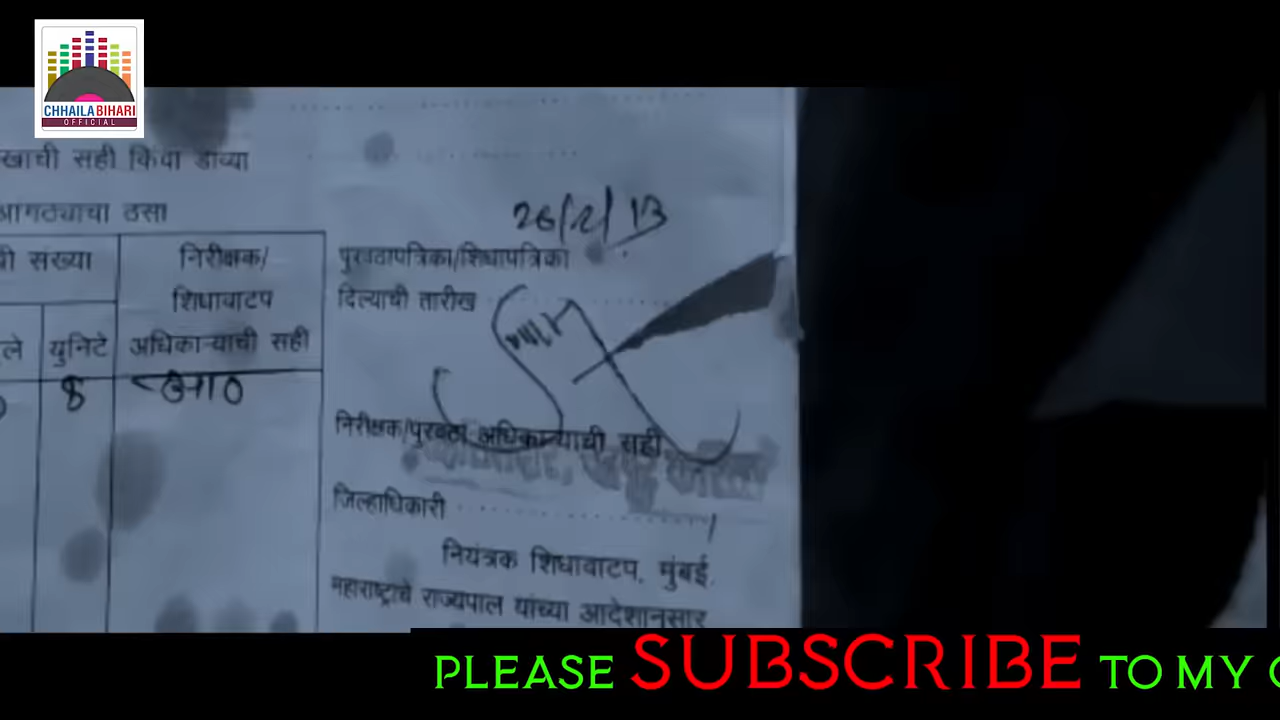 CHHAILA BIHARI
OFFICIAL
सही किंवा डाव्या
ठसा
संख्या
निरीक्षक/
शिधावाटप
अधिकाऱ्याची सही
युनिटे
8
आठ
26/2/13
पुरवठापत्रिका/शिधापत्रिका
दिल्याची तारीख
निरीक्षक/पुरवठा अधिकाऱ्याची सही
जिल्हाधिकारी
नियंत्रक शिधावाटप, मुंबई.
महाराष्ट्राचे राज्यपाल यांच्या आदेशानुसार
PLEASE SUBSCRIBE TO MY